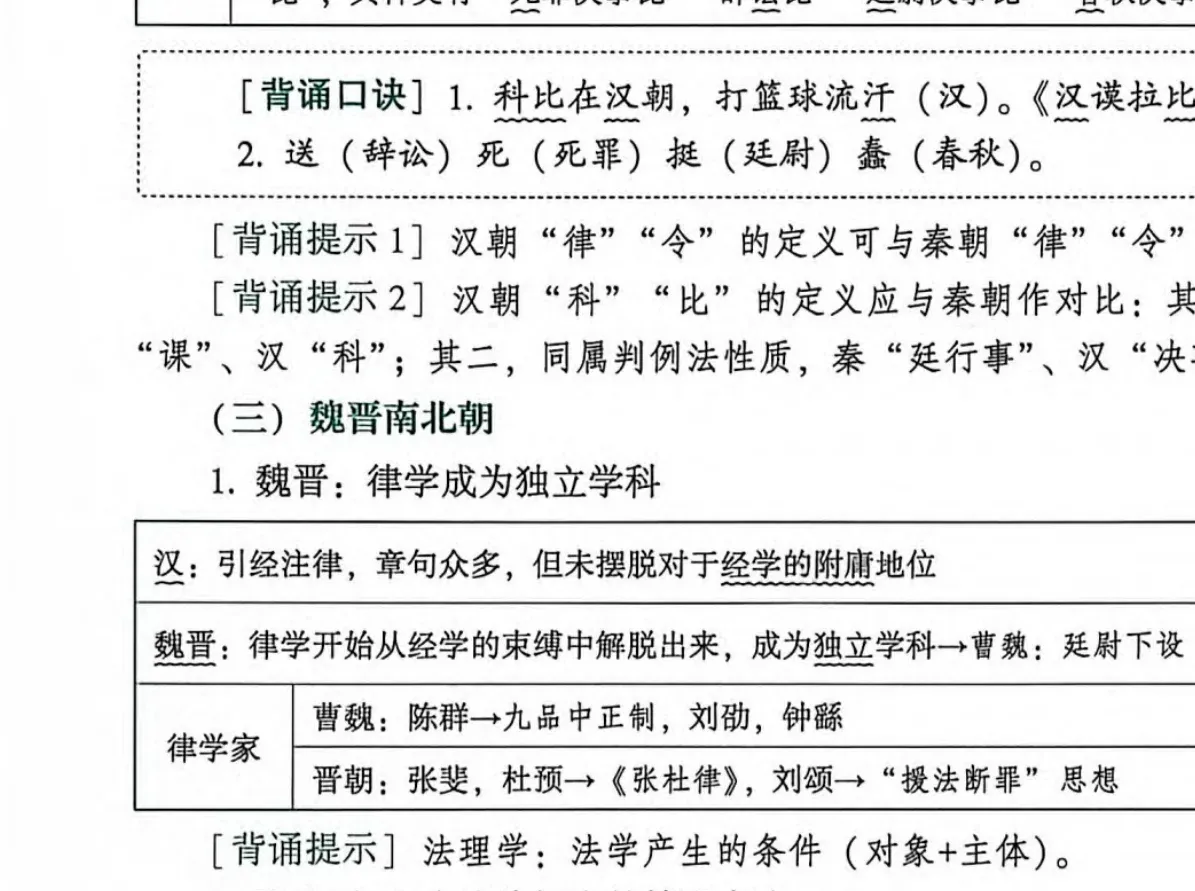 [背诵口诀] 1. 科比在汉朝，打篮球流汗（汉）。《汉谟拉比
2. 送（辞讼）死（死罪）挺（廷尉）蠢（春秋）。
[背诵提示 1] 汉朝“律”“令”的定义可与秦朝“律”“令”
[背诵提示 2] 汉朝“科”“比”的定义应与秦朝作对比：其
“课”、汉“科”；其二，同属判例法性质，秦“廷行事”、汉“决
（三）魏晋南北朝
1. 魏晋：律学成为独立学科
汉：引经注律，章句众多，但未摆脱对于经学的附庸地位
魏晋：律学开始从经学的束缚中解脱出来，成为独立学科→曹魏：廷尉下设
律学家
曹魏：陈群→九品中正制，刘劭，钟繇
晋朝：张斐，杜预→《张杜律》，刘颂→“援法断罪”思想
[背诵提示] 法理学：法学产生的条件（对象+主体）。